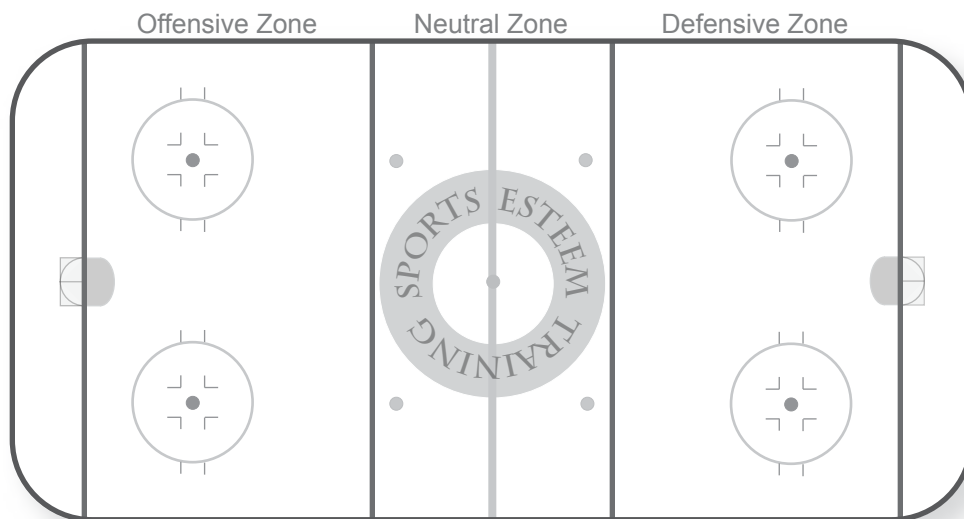 Offensive Zone
Neutral Zone
Defensive Zone
SPORTS ESTEEM TRAINING